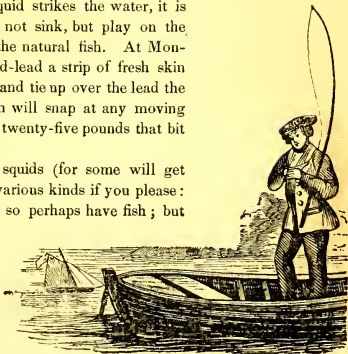 quid strikes the water, it is
not sink, but play on the
the natural fish. At Mon-
d-lead a strip of fresh skin
and tie up over the lead the
h will snap at any moving
twenty-five pounds that bit
squids (for some will get
various kinds if you please:
so perhaps have fish; but